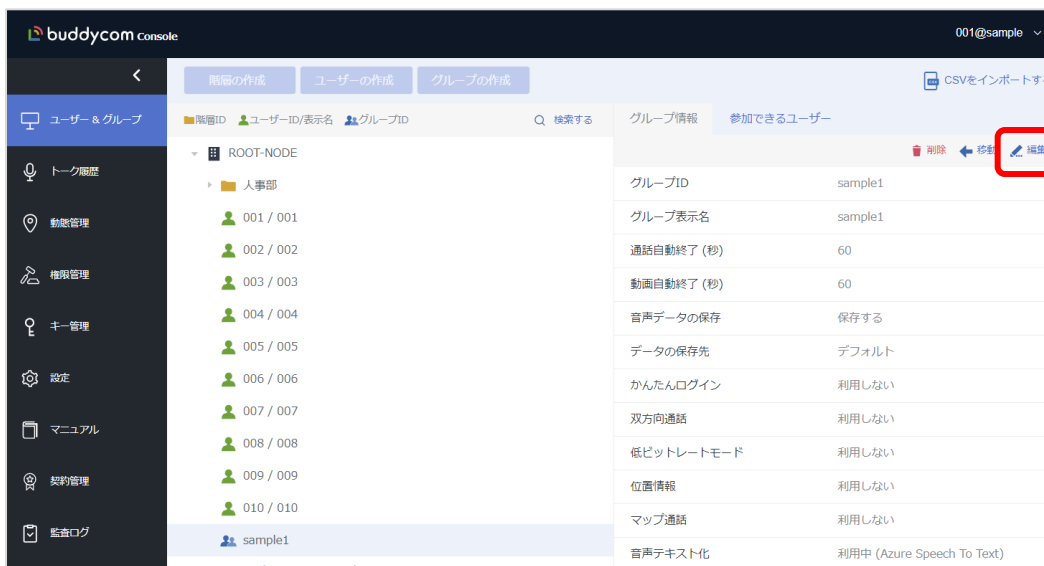 buddycom Console
001@sample
階層の作成 ユーザーの作成 グループの作成
CSVをインポートする
ユーザー & グループ
トーク履歴
動態管理
権限管理
キー管理
設定
マニュアル
契約管理
監査ログ
階層ID ユーザーID/表示名 グループID 検索する
ROOT-NODE
人事部
001 / 001
002 / 002
003 / 003
004 / 004
005 / 005
006 / 006
007 / 007
008 / 008
009 / 009
010 / 010
sample1
グループ情報 参加できるユーザー
削除 移動 編集
グループID sample1
グループ表示名 sample1
通話自動終了 (秒) 60
動画自動終了 (秒) 60
音声データの保存 保存する
データの保存先 デフォルト
かんたんログイン 利用しない
双方向通話 利用しない
低ビットレートモード 利用しない
位置情報 利用しない
マップ通話 利用しない
音声テキスト化 利用中 (Azure Speech To Text)